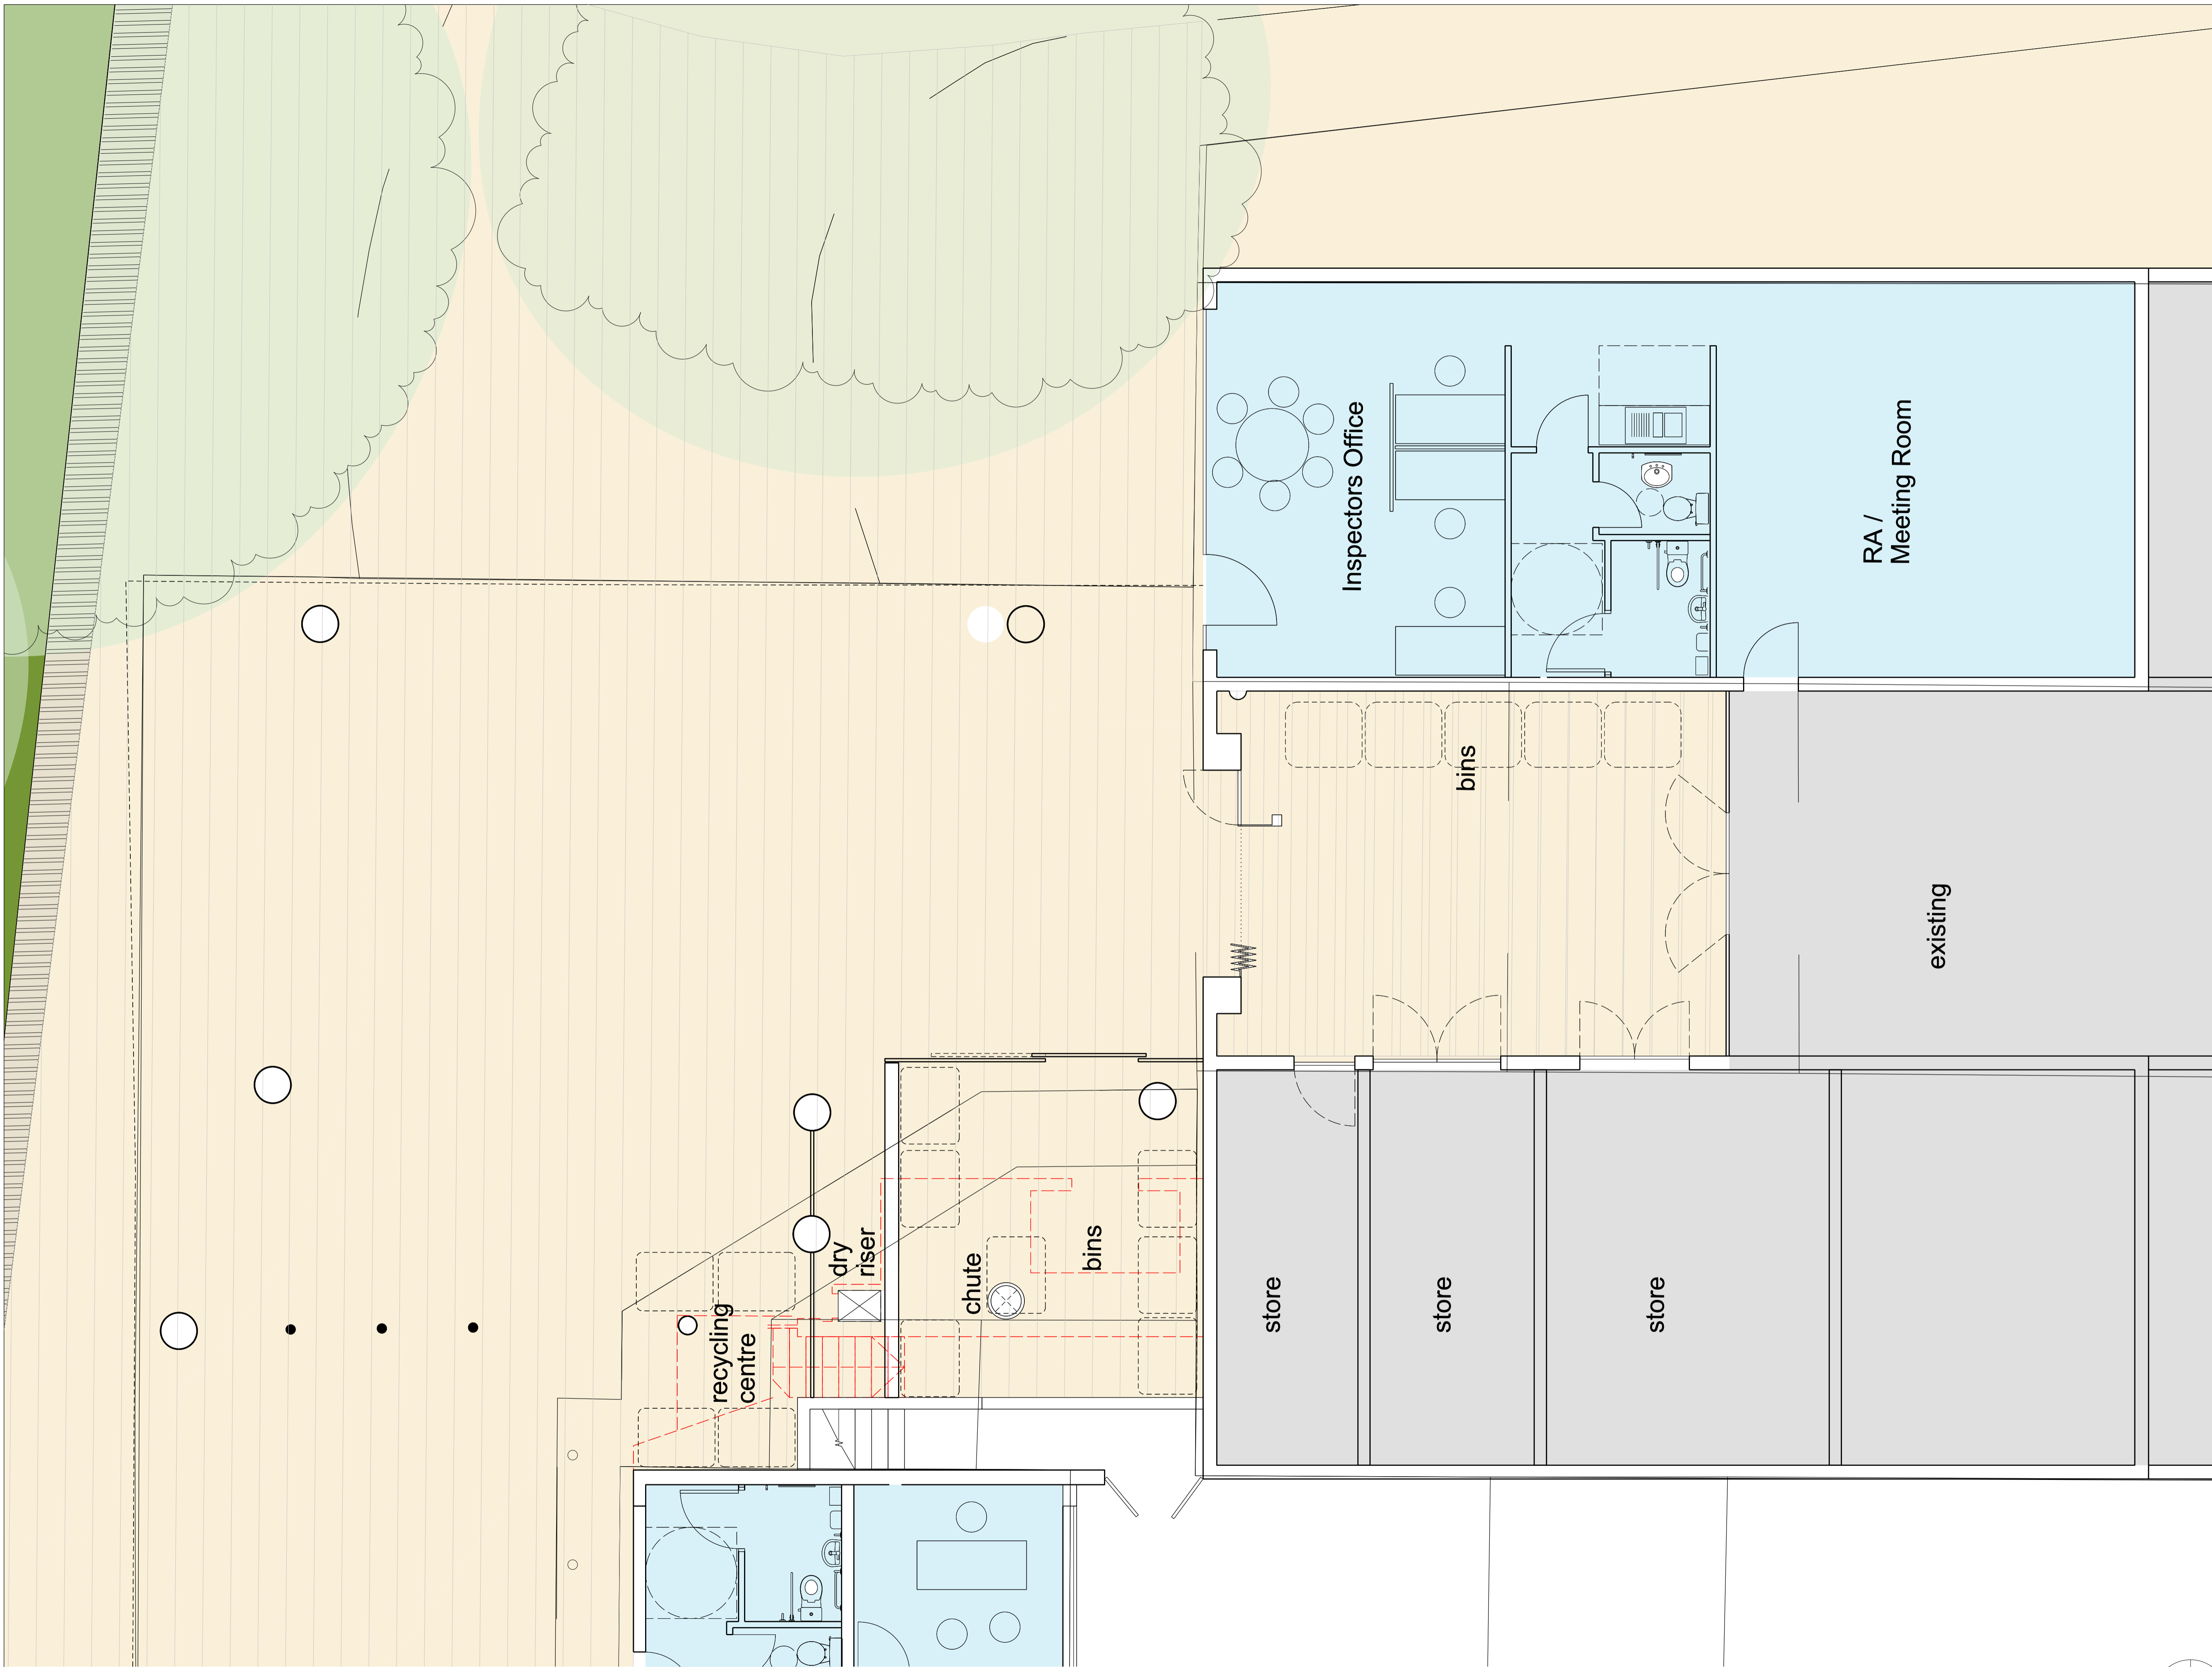 Inspectors Office
RA /
Meeting Room
bins
existing
dry
riser
chute
bins
recycling
centre
store
store
store